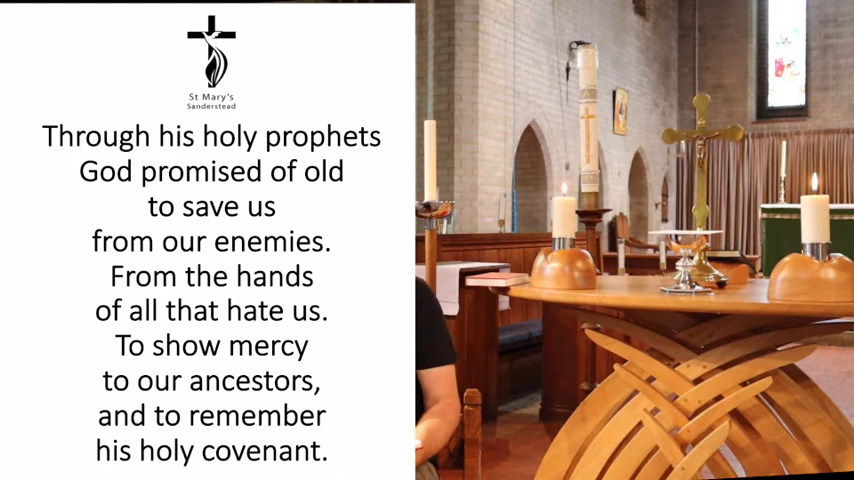 St Mary's
Sanderstead
Through his holy prophets
God promised of old
to save us
from our enemies.
From the hands
of all that hate us.
To show mercy
to our ancestors,
and to remember
his holy covenant.